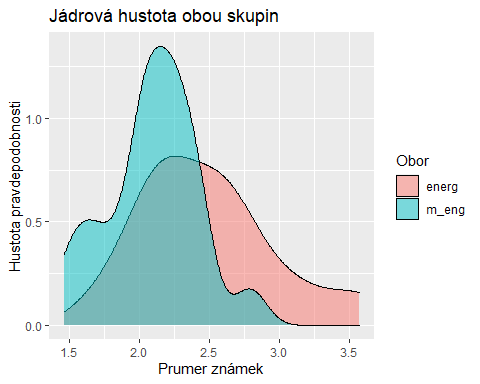 Jádrová hustota obou skupin
Hustota pravdepodobnosti
1.0
0.5
0.0
1.5 2.0 2.5 3.0 3.5
Prumer známek
Obor
energ
m_eng